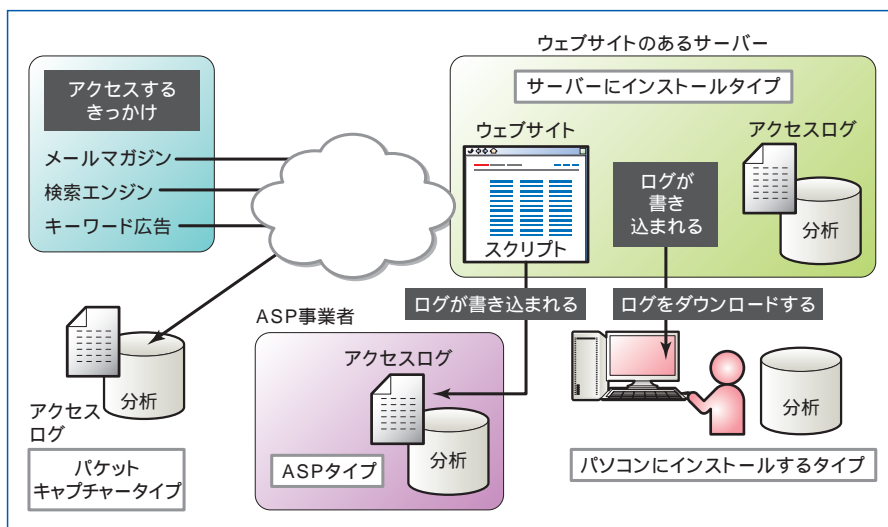 アクセスする
きっかけ
メールマガジン
検索エンジン
キーワード広告
ウェブサイトのあるサーバー
サーバーにインストールタイプ
ウェブサイト
スクリプト
ログが
書き
込まれる
アクセスログ
分析
ログが書き込まれる
ログをダウンロードする
アクセス
ログ
分析
パケット
キャプチャータイプ
ASP事業者
アクセスログ
分析
ASPタイプ
分析
パソコンにインストールするタイプ